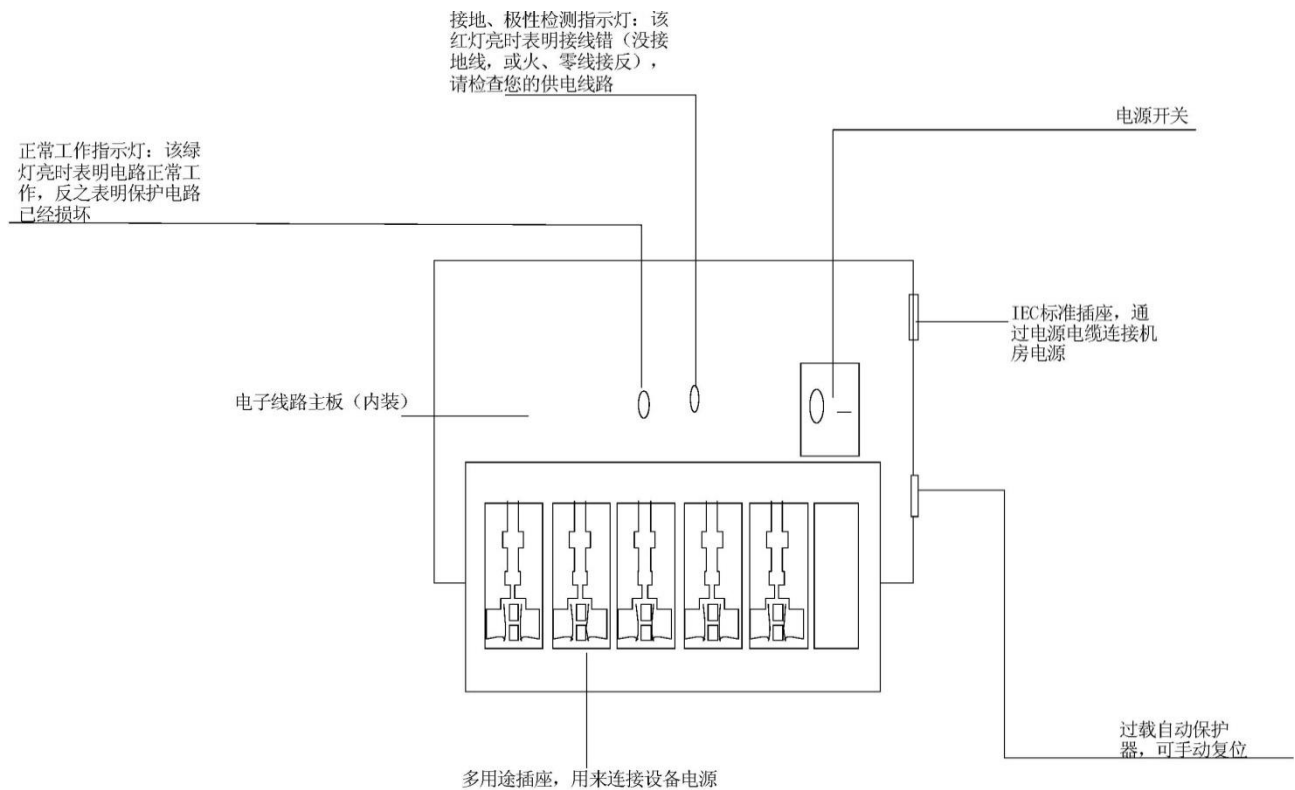 接地、极性检测指示灯：该
红灯亮时表明接线错（没接
地线，或火、零线接反），
请检查您的供电线路
电源开关
正常工作指示灯：该绿
灯亮时表明电路正常工
作，反之表明保护电路
已经损坏
IEC标准插座，通
过电源电缆连接机
房电源
电子线路主板（内装）
过载自动保护
器，可手动复位
多用途插座，用来连接设备电源